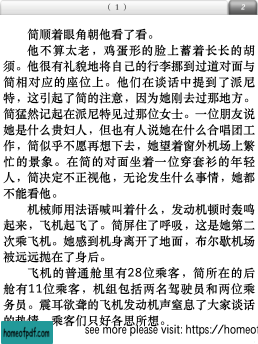 （1） 2
简顺着眼角朝他看了看。
他不算太老，鸡蛋形的脸上蓄着长长的胡
须。他很有礼貌地将自己的行李挪到过道对面与
简相对应的座位上。他们在谈话中提到了派尼
特，这引起了简的注意，因为她刚去过那地方。
简猛然记起在派尼特见过那位女士。一位朋友说
她是什么贵妇人，但也有人说她在什么合唱团工
作，简似乎不愿再想下去，她望着窗外机场上繁
忙的景象。在简的对面坐着一位穿套衫的年轻
人，简决定不正视他，无论发生什么事情，她都
不能看他。
机械师用法语喊叫着什么，发动机顿时轰鸣
起来，飞机起飞了。简屏住了呼吸，这是她第二
次乘飞机。她感到机身离开了地面，布尔歇机场
被远远抛在了身后。
飞机的普通舱里有28位乘客，简所在的后
舱有11位乘客，机组包括两名驾驶员和两位乘
务员。震耳欲聋的飞机发动机声窒息了大家谈话
的热情，乘客们只好各思所想。
homeofpdf.com see more please visit: https://homeof